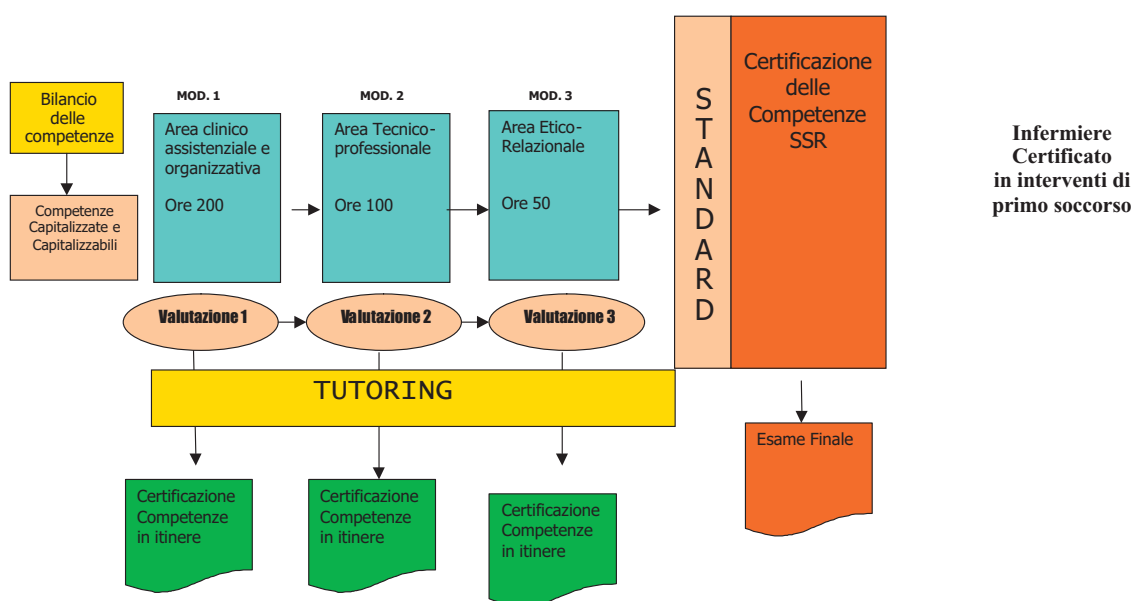 Bilancio
delle
competenze
Competenze
Capitalizzate e
Capitalizzabili
MOD. 1
Area clinico
assistenziale e
organizzativa
Ore 200
MOD. 2
Area Tecnico-
professionale
Ore 100
MOD. 3
Area Etico-
Relazionale
Ore 50
Valutazione 1
Valutazione 2
Valutazione 3
TUTORING
Certificazione
Competenze
in itinere
Certificazione
Competenze
in itinere
Certificazione
Competenze
in itinere
S
T
A
N
D
A
R
D
Certificazione
delle
Competenze
SSR
Esame Finale
Infermiere
Certificato
in interventi di
primo soccorso